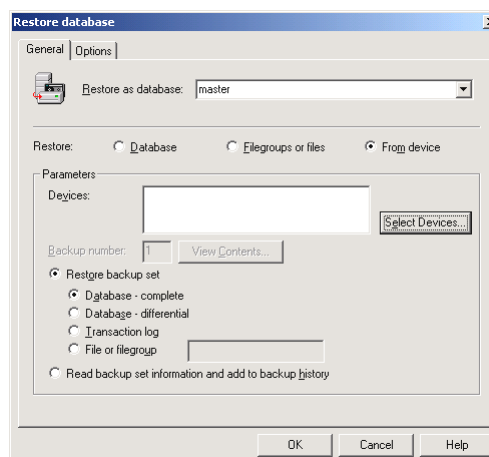 Restore database
General Options
Restore as database: master
Restore: Database Filegroups or files From device
Parameters
Devices:
Select Devices...
Backup number: 1 View Contents...
Restore backup set
Database - complete
Database - differential
Transaction log
File or filegroup
Read backup set information and add to backup history
OK Cancel Help